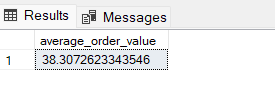 Results Messages
average_order_value
1 38.3072623343546